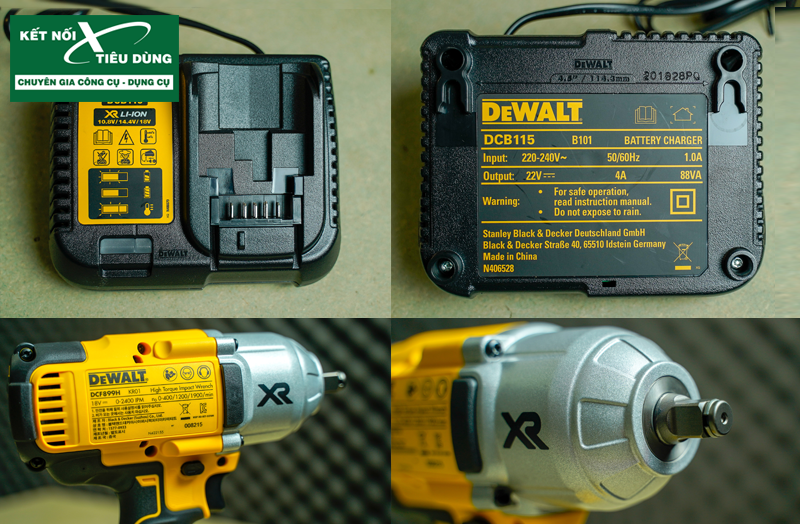 KẾT NỐI
TIÊU DÙNG
CHUYÊN GIA CÔNG CỤ - DỤNG CỤ
XR LI-ION
10.8V/14.4V/18V
DEWALT
DEWALT
4.5" / 114.3mm
201828PQ
DEWALT
DCB115 B101 BATTERY CHARGER
Input: 220-240V~ 50/60Hz 1.0A
Output: 22V 4A 88VA
Warning: • For safe operation,
read instruction manual.
• Do not expose to rain.
Stanley Black & Decker Deutschland GmbH
Black & Decker Straße 40, 65510 Idstein Germany
Made in China
N406528
DEWALT
DCF899H KR01 High Torque Impact Wrench
18V 0-2400 IPM n₀ 0-400/1200/1900/min
008215
XR
XR